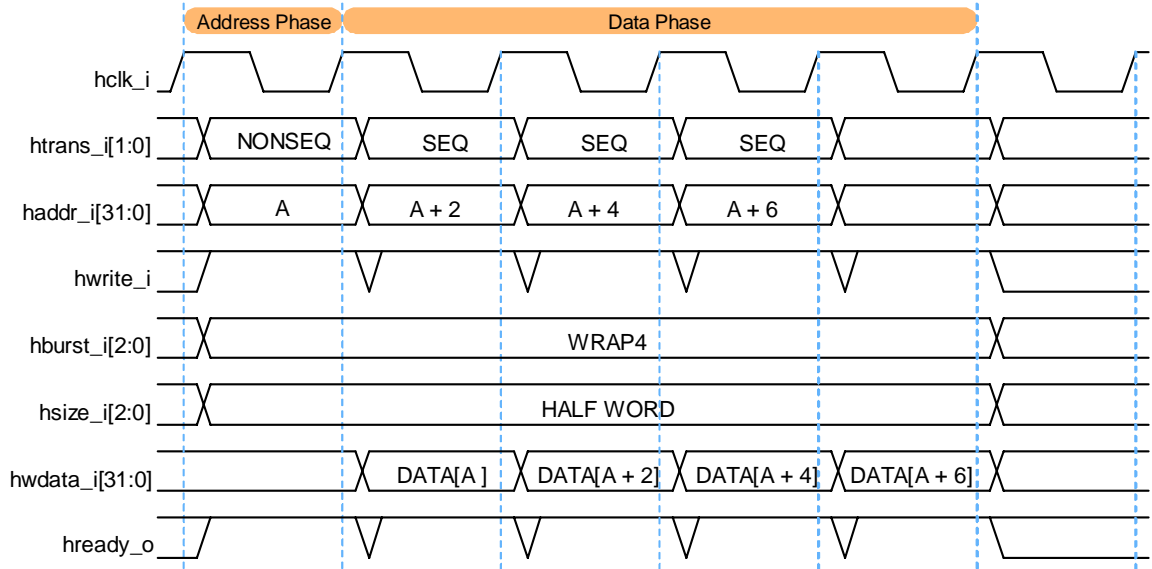 Address Phase Data Phase
hclk_i
htrans_i[1:0] NONSEQ SEQ SEQ SEQ
haddr_i[31:0] A A + 2 A + 4 A + 6
hwrite_i
hburst_i[2:0] WRAP4
hsize_i[2:0] HALF WORD
hwdata_i[31:0] DATA[A ] DATA[A + 2] DATA[A + 4] DATA[A + 6]
hready_o